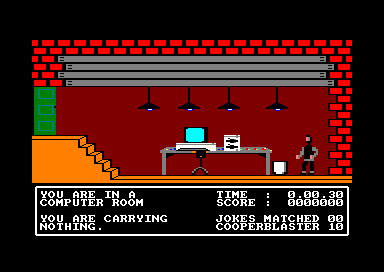 YOU ARE IN A TIME : 0.00.30
COMPUTER ROOM SCORE : 0000000
YOU ARE CARRYING JOKES MATCHED 00
NOTHING. COOPERBLASTER 10